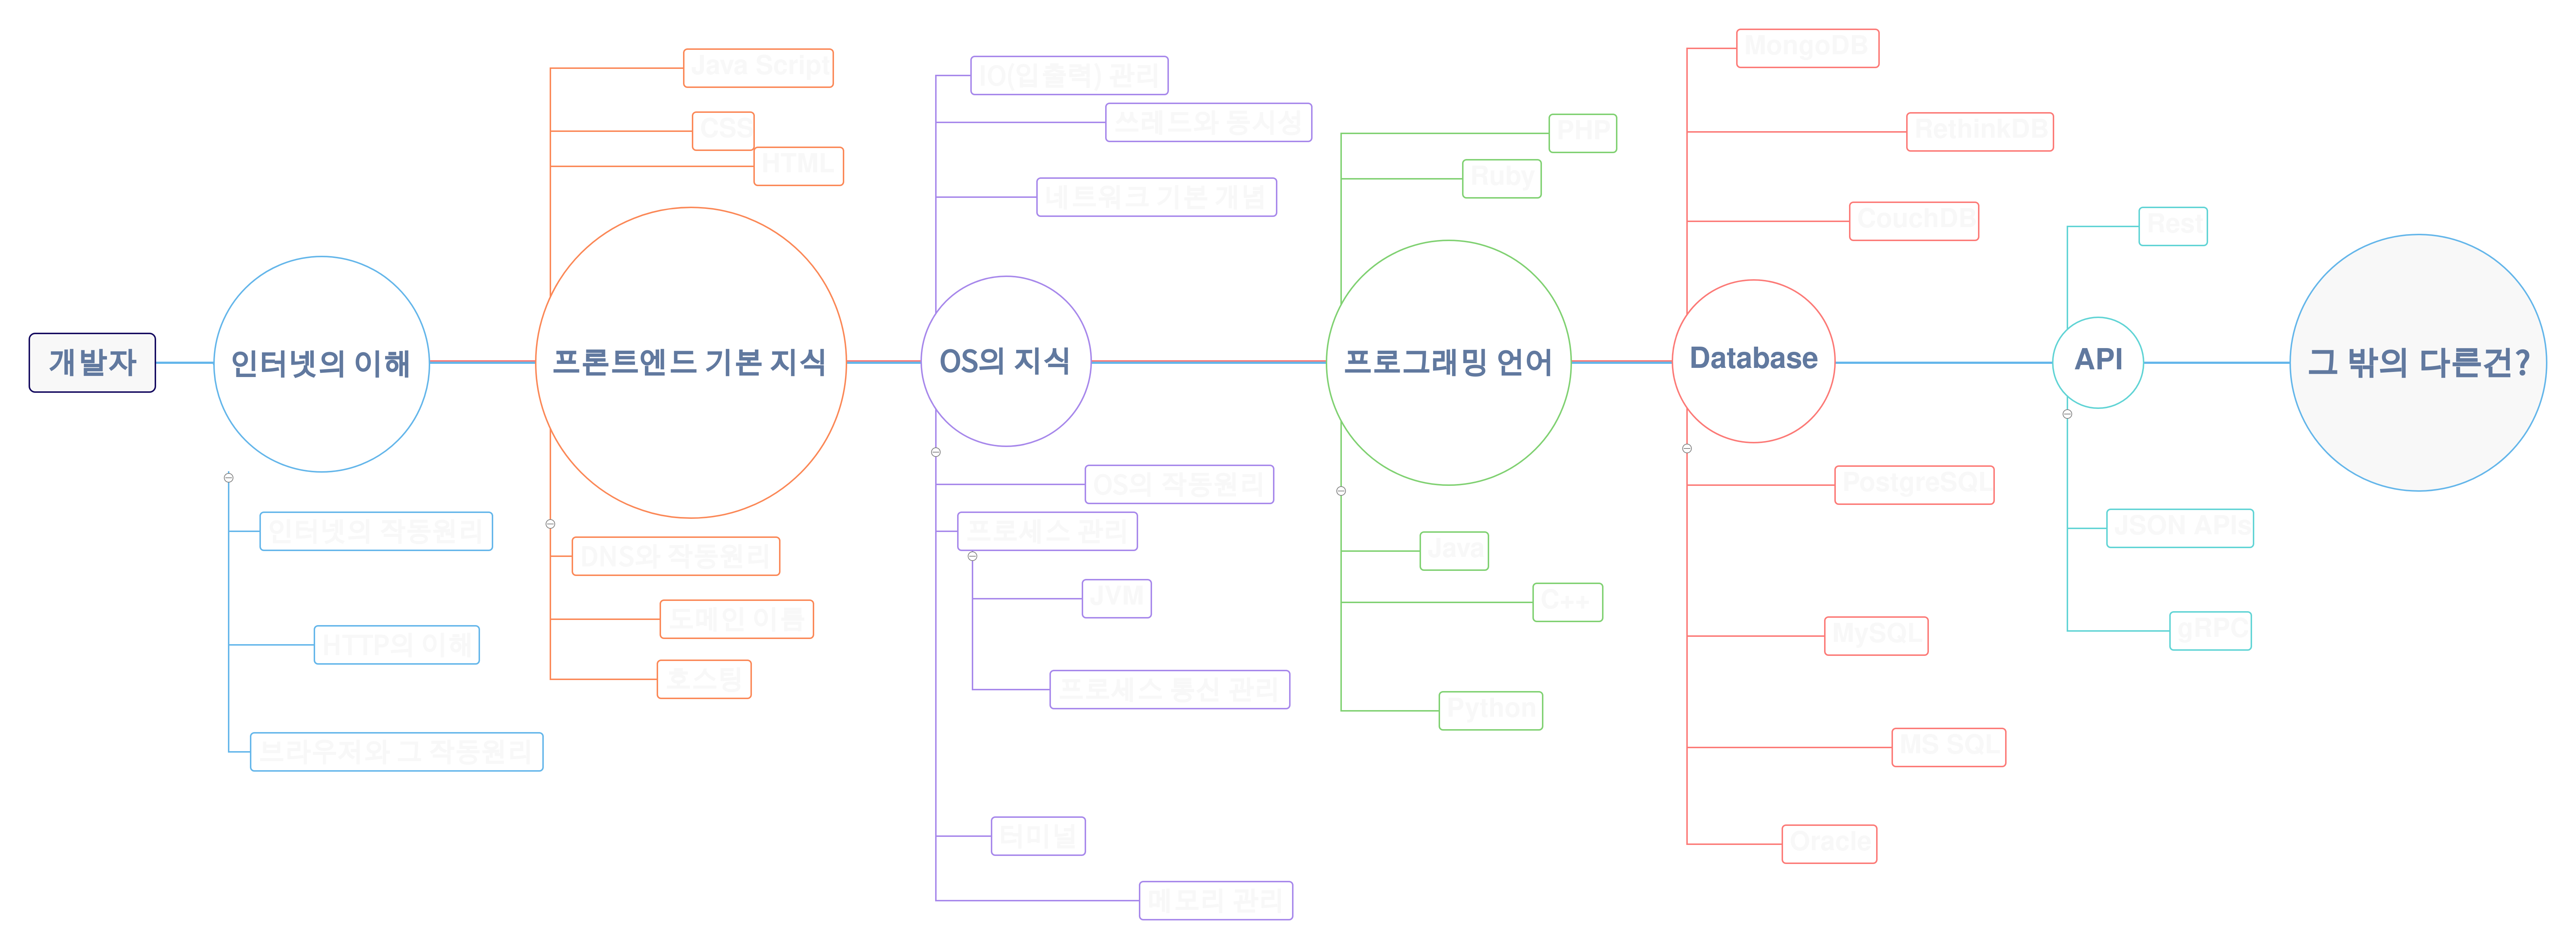 개발자
인터넷의 이해
인터넷의 작동원리
HTTP의 이해
브라우저와 그 작동원리
프론트엔드 기본 지식
Java Script
CSS
HTML
DNS와 작동원리
도메인 이름
호스팅
OS의 지식
IO(입출력) 관리
쓰레드와 동시성
네트워크 기본 개념
OS의 작동원리
프로세스 관리
JVM
프로세스 통신 관리
터미널
메모리 관리
프로그래밍 언어
PHP
Ruby
Java
C++
Python
Database
MongoDB
RethinkDB
CouchDB
PostgreSQL
MySQL
MS SQL
Oracle
API
Rest
JSON APIs
gRPC
그 밖의 다른건?